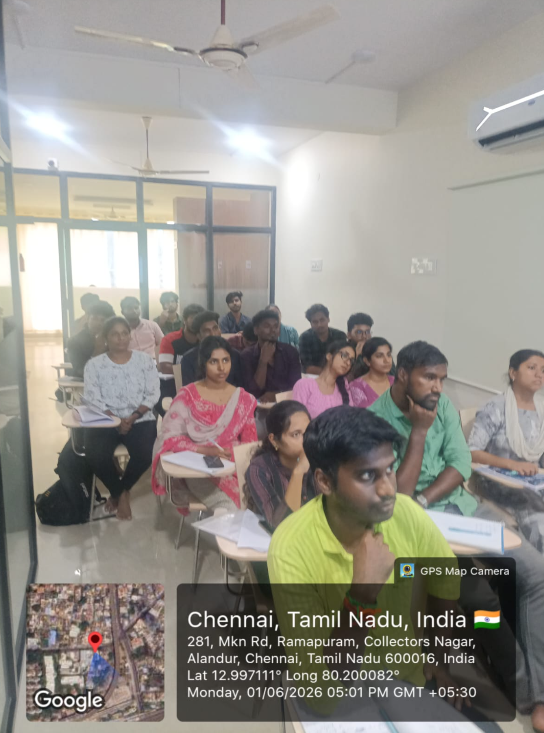 GPS Map Camera
Chennai, Tamil Nadu, India 🇮🇳
281, Mkn Rd, Ramapuram, Collectors Nagar,
Alandur, Chennai, Tamil Nadu 600016, India
Lat 12.997111° Long 80.200082°
Monday, 01/06/2026 05:01 PM GMT +05:30
Google